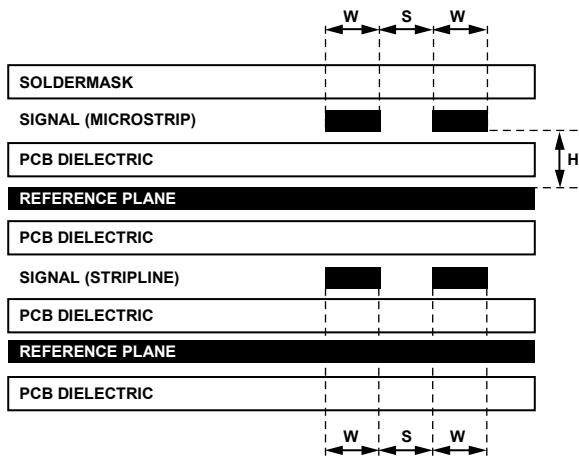 W S W
SOLDERMASK
SIGNAL (MICROSTRIP)
H
PCB DIELECTRIC
REFERENCE PLANE
PCB DIELECTRIC
SIGNAL (STRIPLINE)
PCB DIELECTRIC
REFERENCE PLANE
PCB DIELECTRIC
W S W